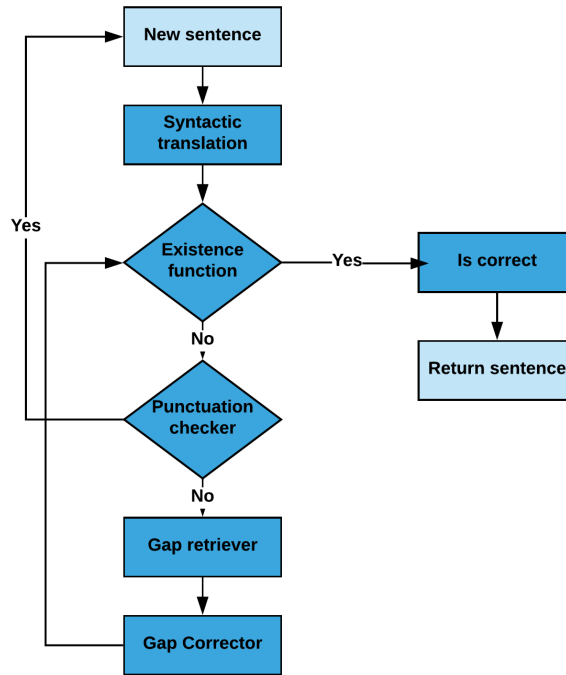 New sentence
Syntactic
translation
Yes
Existence
function
Yes
Is correct
No
Return sentence
Punctuation
checker
No
Gap retriever
Gap Corrector